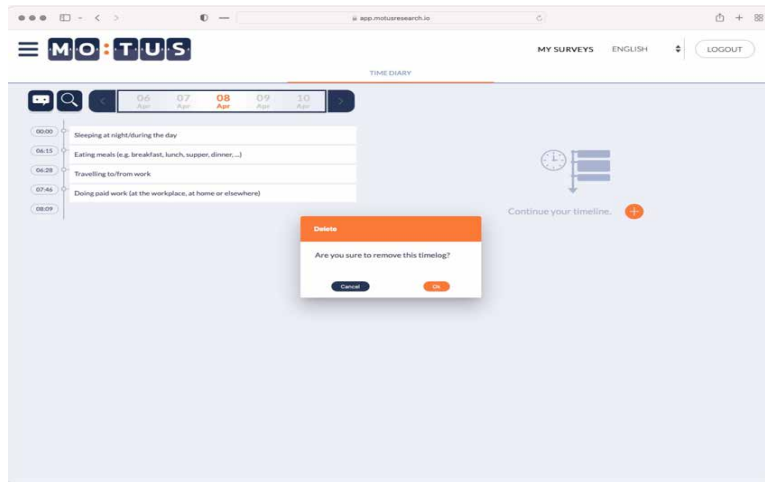 app.motusresearch.io
MO:TUS
MY SURVEYS ENGLISH LOGOUT
TIME DIARY
06 07 08 09 10
Apr Apr Apr Apr Apr
00:00 Sleeping at night/during the day
06:15 Eating meals (e.g. breakfast, lunch, supper, dinner, ...)
06:28 Travelling to/from work
07:46 Doing paid work (at the workplace, at home or elsewhere)
08:09
Continue your timeline.
Delete
Are you sure to remove this timelog?
Cancel Ok